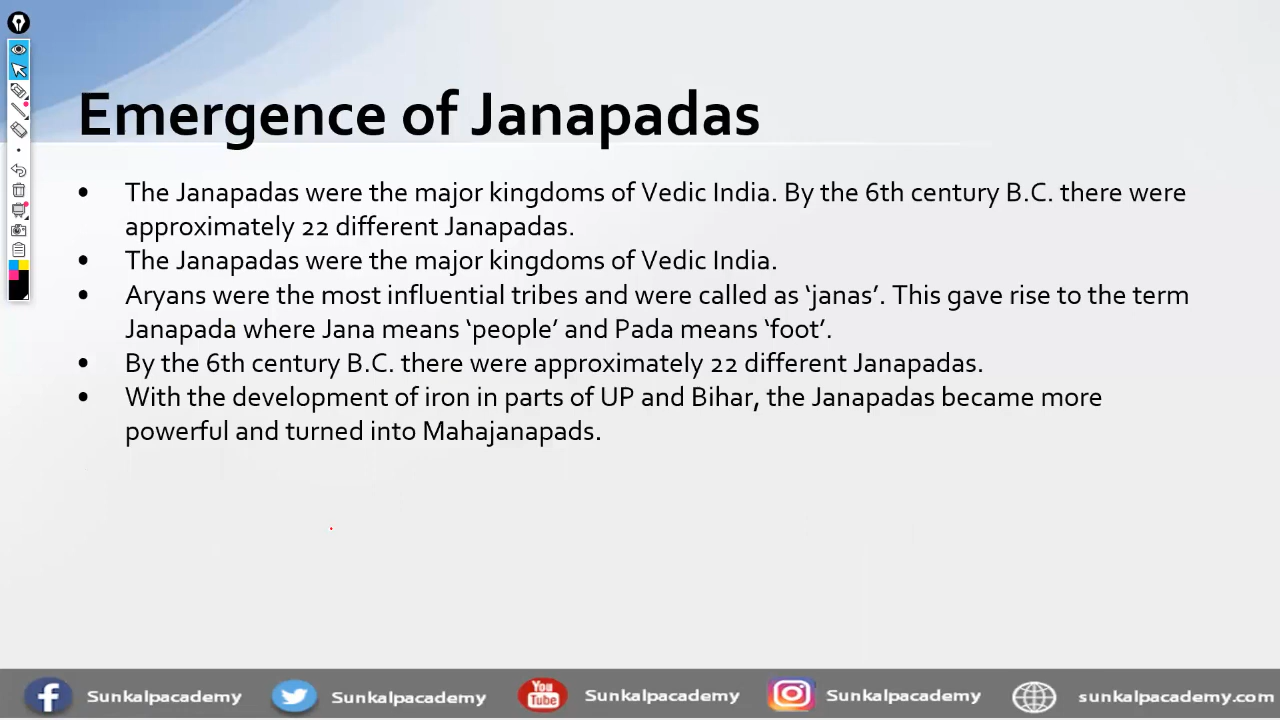 Emergence of Janapadas
• The Janapadas were the major kingdoms of Vedic India. By the 6th century B.C. there were
approximately 22 different Janapadas.
• The Janapadas were the major kingdoms of Vedic India.
• Aryans were the most influential tribes and were called as ‘janas’. This gave rise to the term
Janapada where Jana means ‘people’ and Pada means ‘foot’.
• By the 6th century B.C. there were approximately 22 different Janapadas.
• With the development of iron in parts of UP and Bihar, the Janapadas became more
powerful and turned into Mahajanapads.
f Sunkalpacademy Sunkalpacademy You Tube Sunkalpacademy Sunkalpacademy sunkalpacademy.com